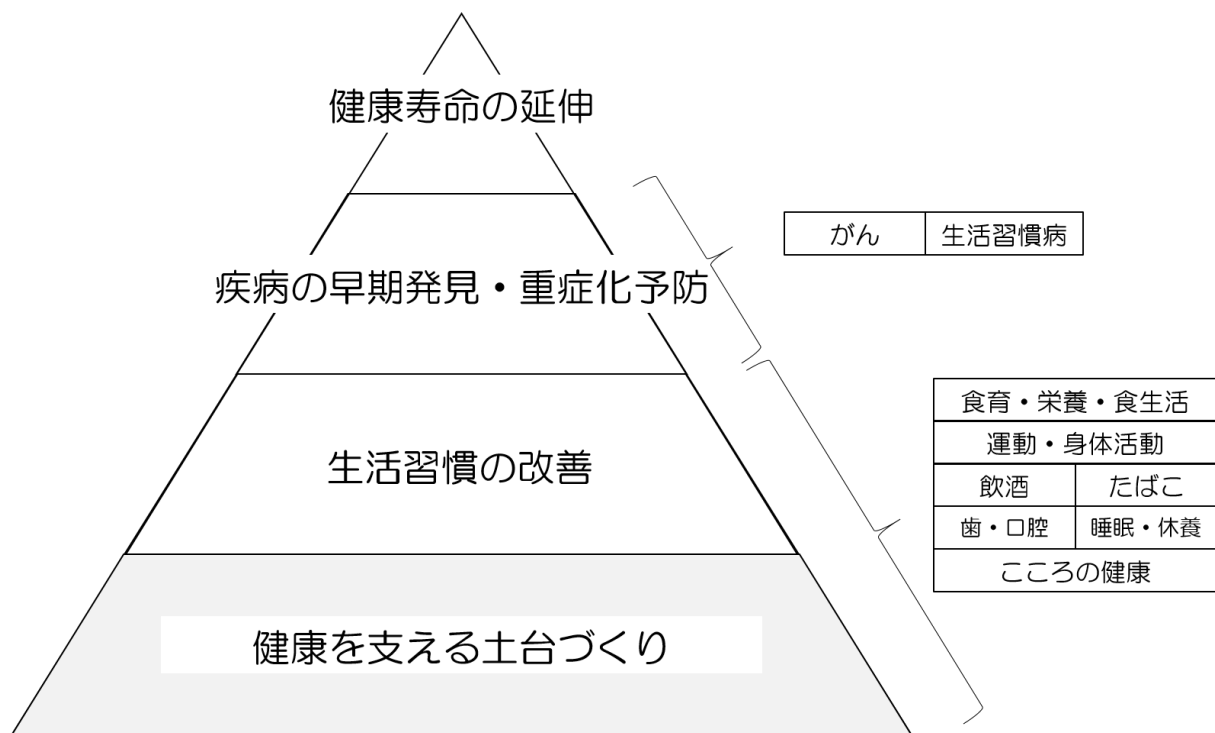 健康寿命の延伸
がん 生活習慣病
疾病の早期発見・重症化予防
食育・栄養・食生活
運動・身体活動
生活習慣の改善
飲酒 たばこ
歯・口腔 睡眠・休養
こころの健康
健康を支える土台づくり